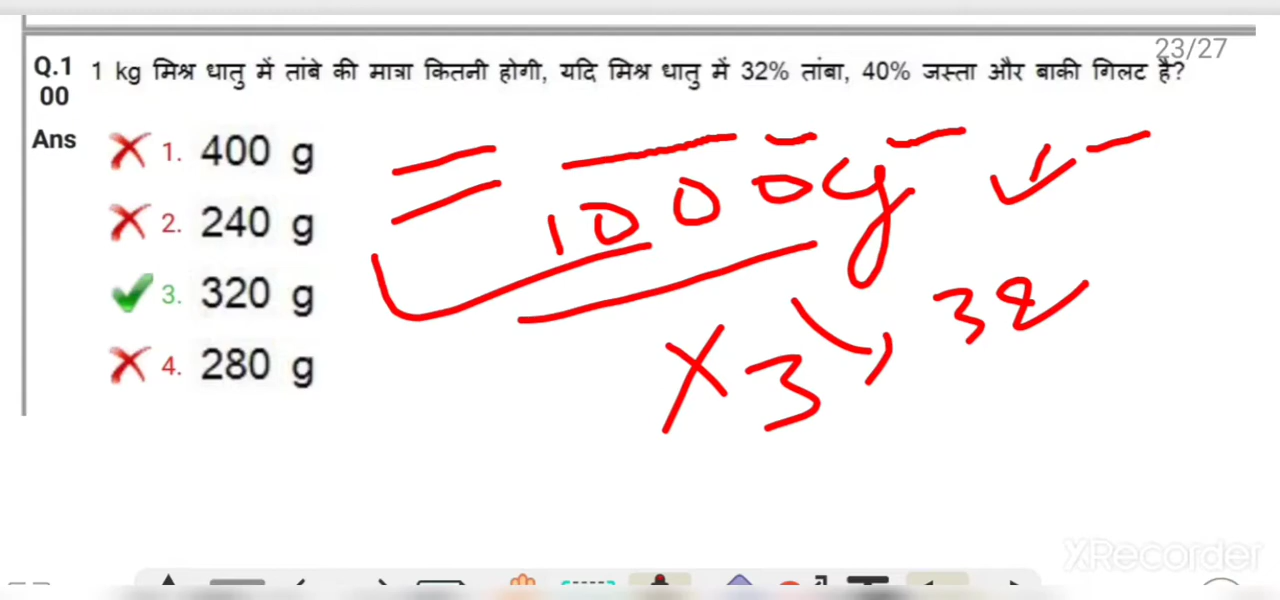 23/27
Q.1 1 kg मिश्र धातु में तांबे की मात्रा कितनी होगी, यदि मिश्र धातु में 32% तांबा, 40% जस्ता और बाकी गिलट है?
00
Ans 1. 400 g
2. 240 g
3. 320 g
4. 280 g
1000g
32
X 3
XRecorder